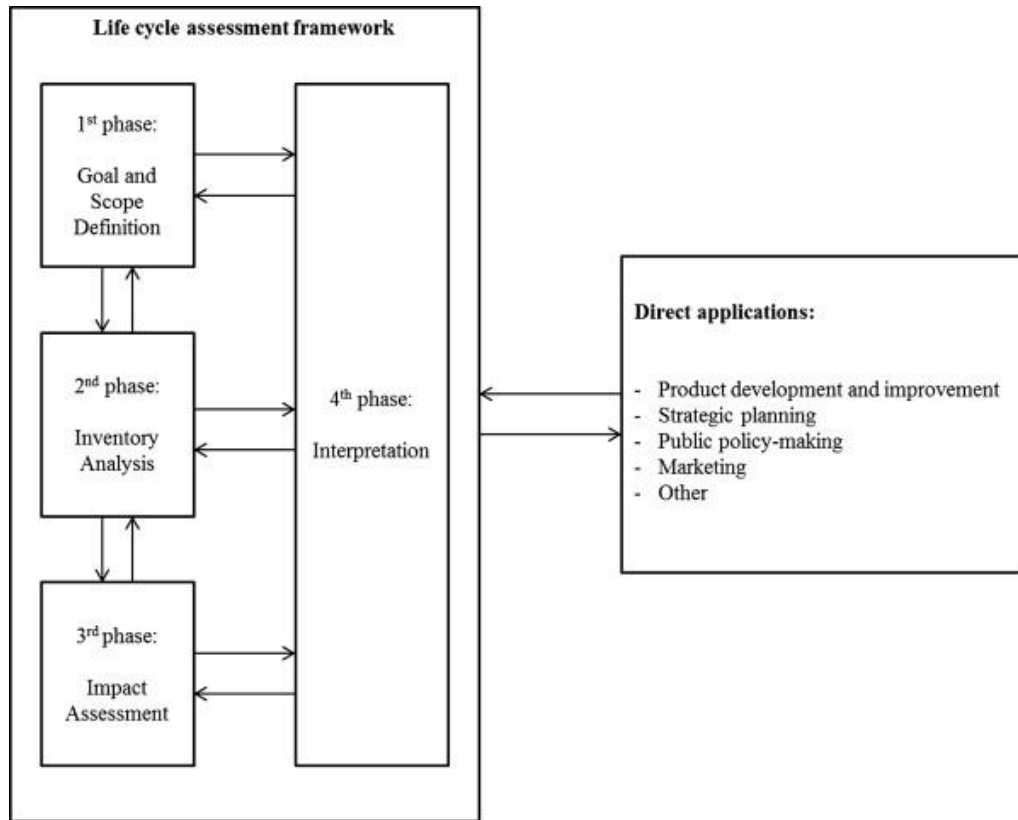 Life cycle assessment framework
1st phase:
Goal and
Scope
Definition
2nd phase:
Inventory
Analysis
3rd phase:
Impact
Assessment
4th phase:
Interpretation
Direct applications:
- Product development and improvement
- Strategic planning
- Public policy-making
- Marketing
- Other